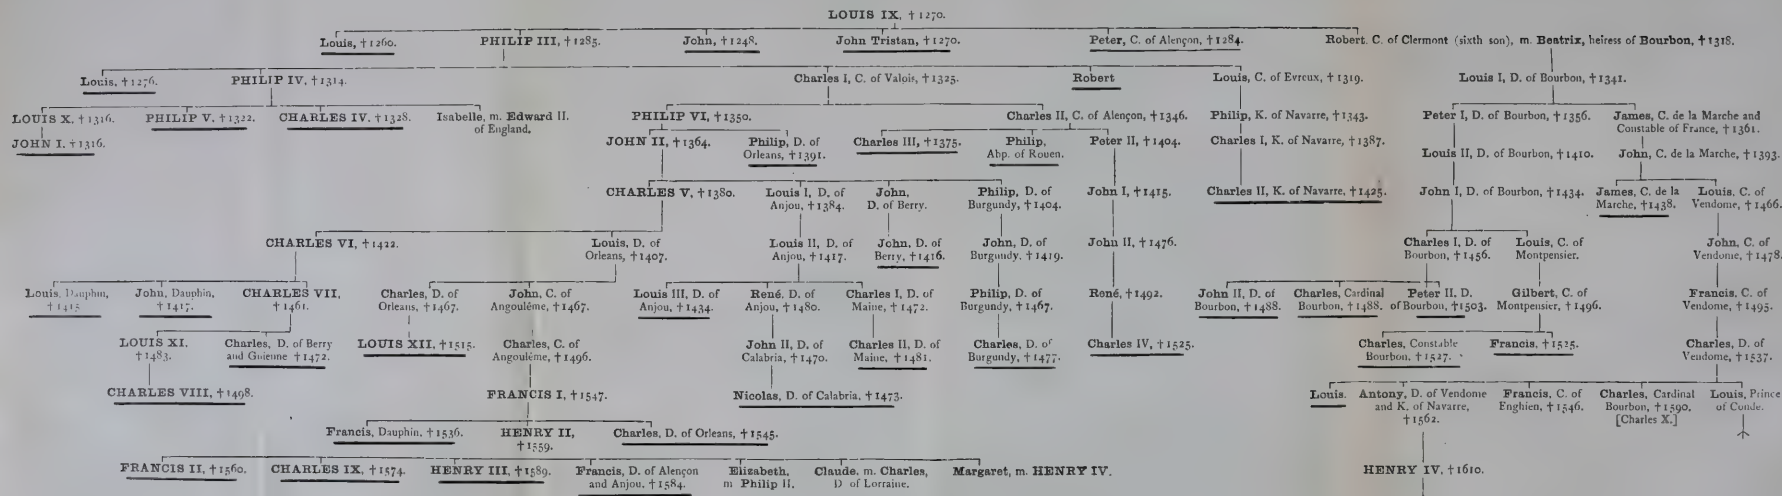 LOUIS IX, †1270.
Louis, †1260.
PHILIP III, †1285.
John, †1248.
John Tristan, †1270.
Peter, C. of Alençon, †1284.
Robert, C. of Clermont (sixth son), m. Beatrix, heiress of Bourbon, †1318.
Louis, †1276.
PHILIP IV, †1314.
Charles I, C. of Valois, †1325.
Robert
Louis, C. of Evreux, †1319.
Louis I, D. of Bourbon, †1341.
LOUIS X, †1316.
PHILIP V, †1322.
CHARLES IV, †1328.
Isabelle, m. Edward II.
of England.
PHILIP VI, †1350.
Charles II, C. of Alençon, †1346.
Philip, K. of Navarre, †1343.
Peter I, D. of Bourbon, †1356.
James, C. de la Marche and
Constable of France, †1361.
JOHN I. †1316.
JOHN II, †1364.
Philip, D. of
Orleans, †1391.
Charles III, †1375.
Philip,
Abp. of Rouen.
Peter II, †1404.
Charles I, K. of Navarre, †1387.
Louis II, D. of Bourbon, †1410.
John, C. de la Marche, †1393.
CHARLES V, †1380.
Louis I, D. of
Anjou, †1384.
John,
D. of Berry.
Philip, D. of
Burgundy, †1404.
John I, †1415.
Charles II, K. of Navarre, †1425.
John I, D. of Bourbon, †1434.
James, C. de la
Marche, †1438.
Louis, C. of
Vendome, †1466.
CHARLES VI, †1422.
Louis, D. of
Orleans, †1407.
Louis II, D. of
Anjou, †1417.
John, D. of
Berry, †1416.
John, D. of
Burgundy, †1419.
John II, †1476.
Charles I, D. of
Bourbon, †1456.
Louis, C. of
Montpensier.
John, C. of
Vendome, †1478.
Louis, Dauphin,
†1415.
John, Dauphin,
†1417.
CHARLES VII,
†1461.
Charles, D. of
Orleans, †1467.
John, C. of
Angoulême, †1467.
Louis III, D. of
Anjou, †1434.
René, D. of
Anjou, †1480.
Charles I, D. of
Maine, †1472.
Philip, D. of
Burgundy, †1467.
René, †1492.
John II, D. of
Bourbon, †1488.
Charles, Cardinal
Bourbon, †1488.
Peter II, D.
of Bourbon, †1503.
Gilbert, C. of
Montpensier, †1496.
Francis, C. of
Vendome, †1495.
LOUIS XI.
†1483.
Charles, D. of Berry
and Guienne †1472.
LOUIS XII, †1515.
Charles, C. of
Angoulême, †1496.
John II, D. of
Calabria, †1470.
Charles II, D. of
Maine, †1481.
Charles, D. of
Burgundy, †1477.
Charles IV, †1525.
Charles, Constable
Bourbon, †1527.
Francis, †1525.
Charles, D. of
Vendome, †1537.
CHARLES VIII, †1498.
FRANCIS I, †1547.
Nicolas, D. of Calabria, †1473.
Louis.
Antony, D. of Vendome
and K. of Navarre,
†1562.
Francis, C. of
Enghien, †1546.
Charles, Cardinal
Bourbon, †1590.
[Charles X.]
Louis, Prince
of Conde.
Francis, Dauphin, †1536.
HENRY II,
†1559.
Charles, D. of Orleans, †1545.
FRANCIS II, †1560.
CHARLES IX, †1574.
HENRY III, †1589.
Francis, D. of Alençon
and Anjou, †1584.
Elizabeth,
m Philip II.
Claude. m. Charles,
D of Lorraine.
Margaret, m. HENRY IV.
HENRY IV. †1610.